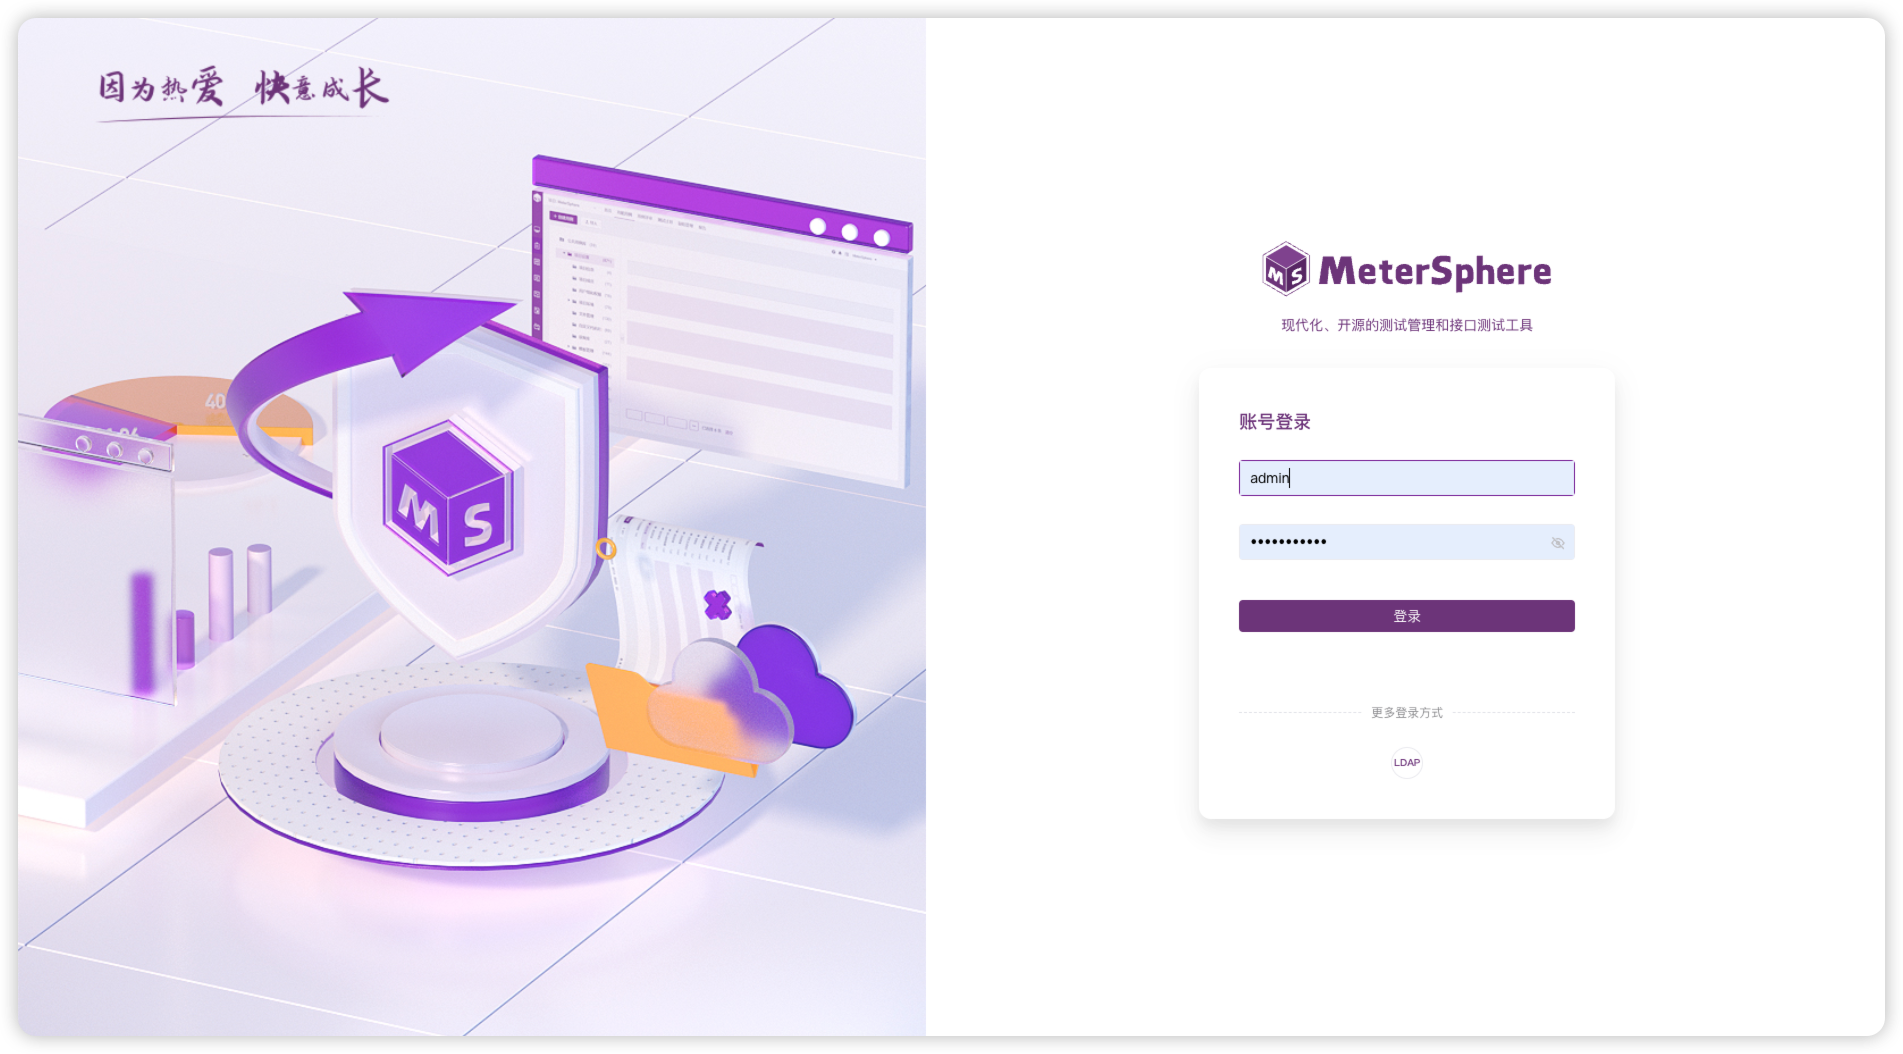 因为热爱 快意成长
40
M S
MS MeterSphere
现代化、开源的测试管理和接口测试工具
账号登录
admin
•••••••••••
登录
更多登录方式
LDAP